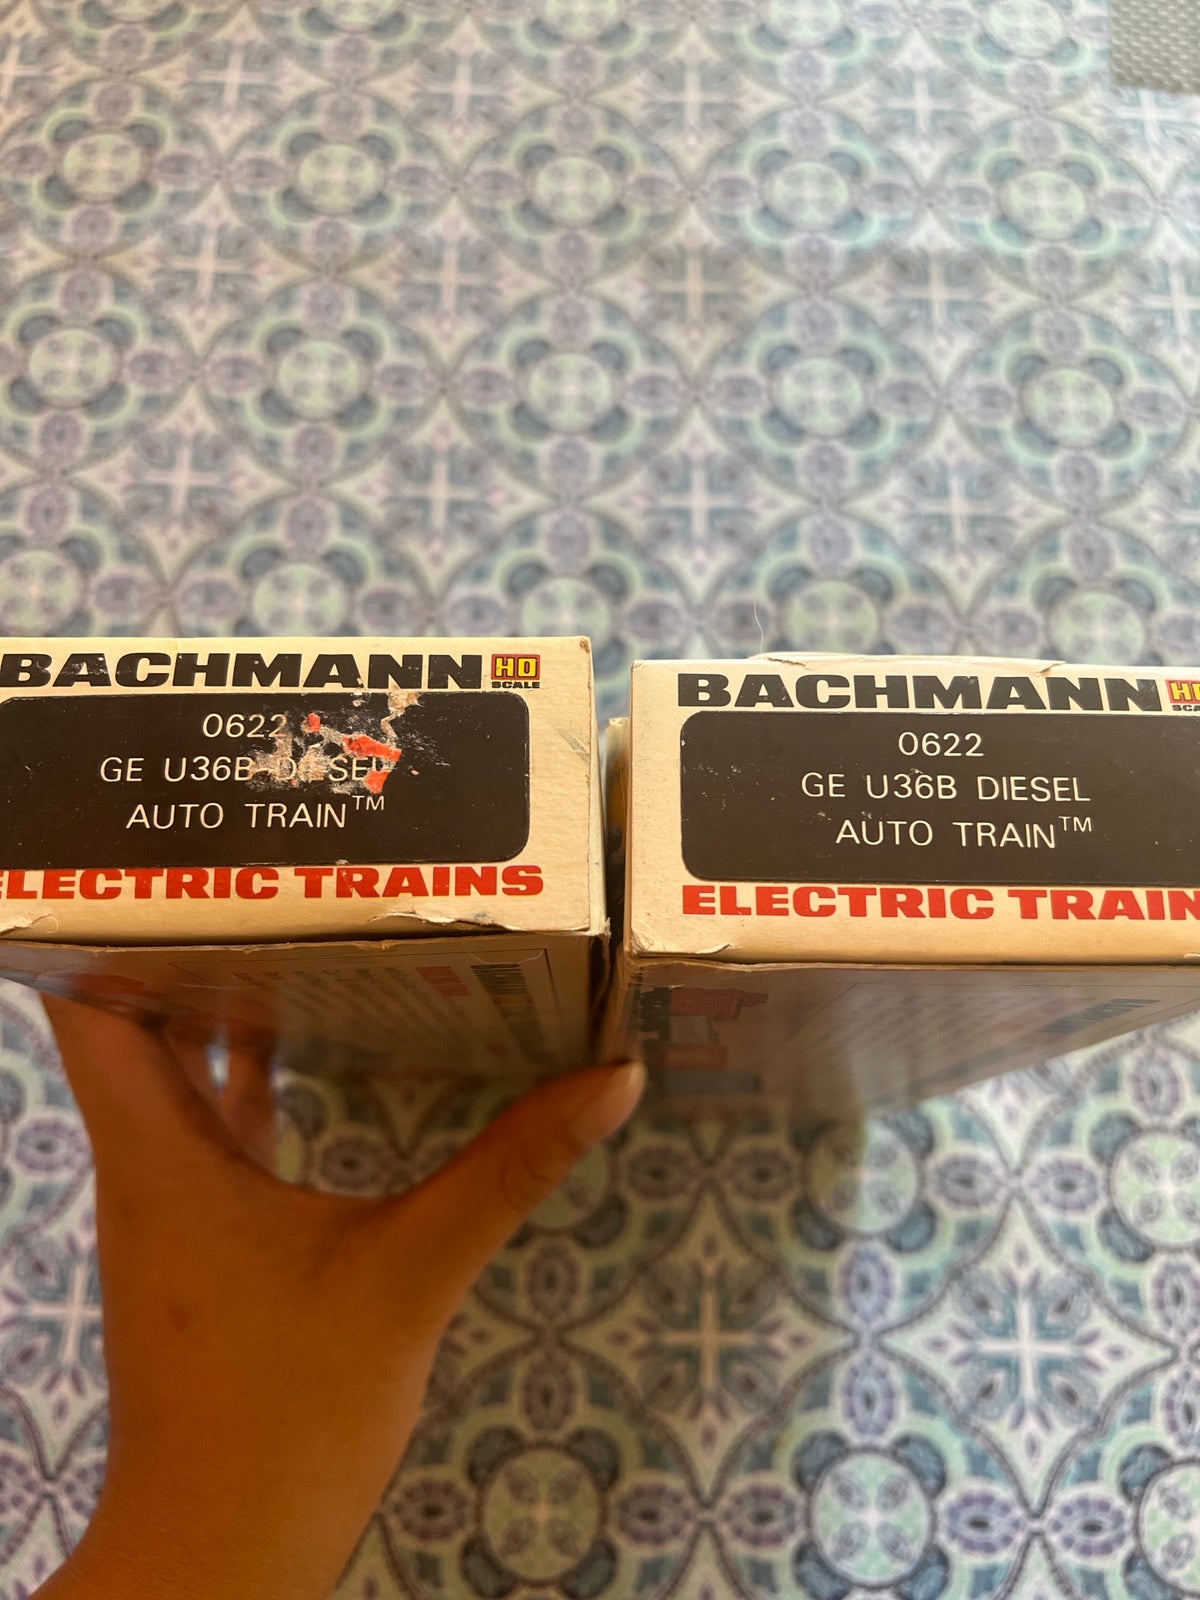 BACHMANN HO
SCALE
0622
GE U36B DIESEL
AUTO TRAIN™
ELECTRIC TRAINS
BACHMANN
0622
GE U36B DIESEL
AUTO TRAIN™
ELECTRIC TRAIN